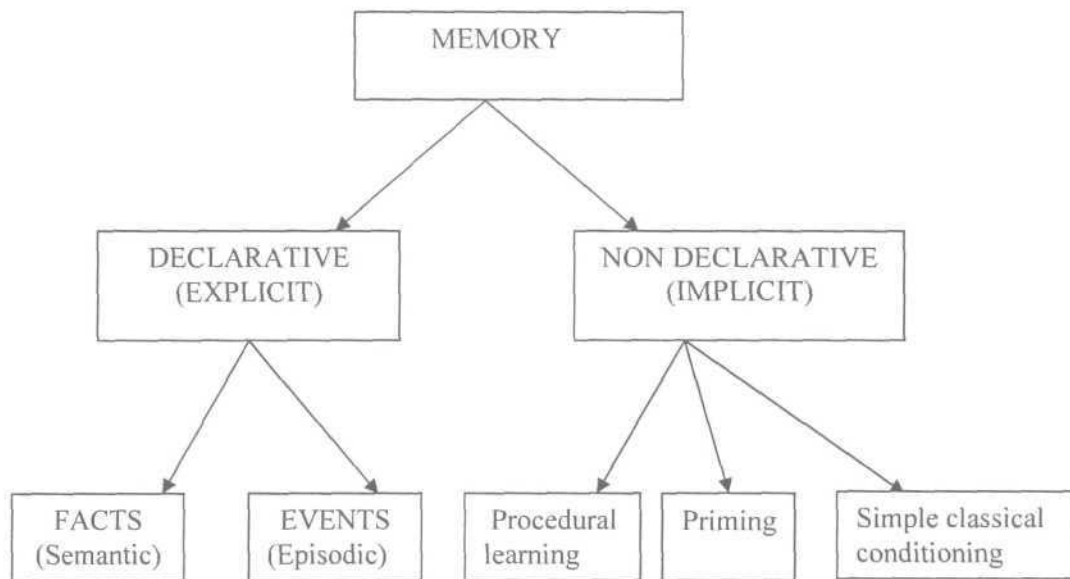 MEMORY
DECLARATIVE
(EXPLICIT)
NON DECLARATIVE
(IMPLICIT)
FACTS
(Semantic)
EVENTS
(Episodic)
Procedural
learning
Priming
Simple classical
conditioning